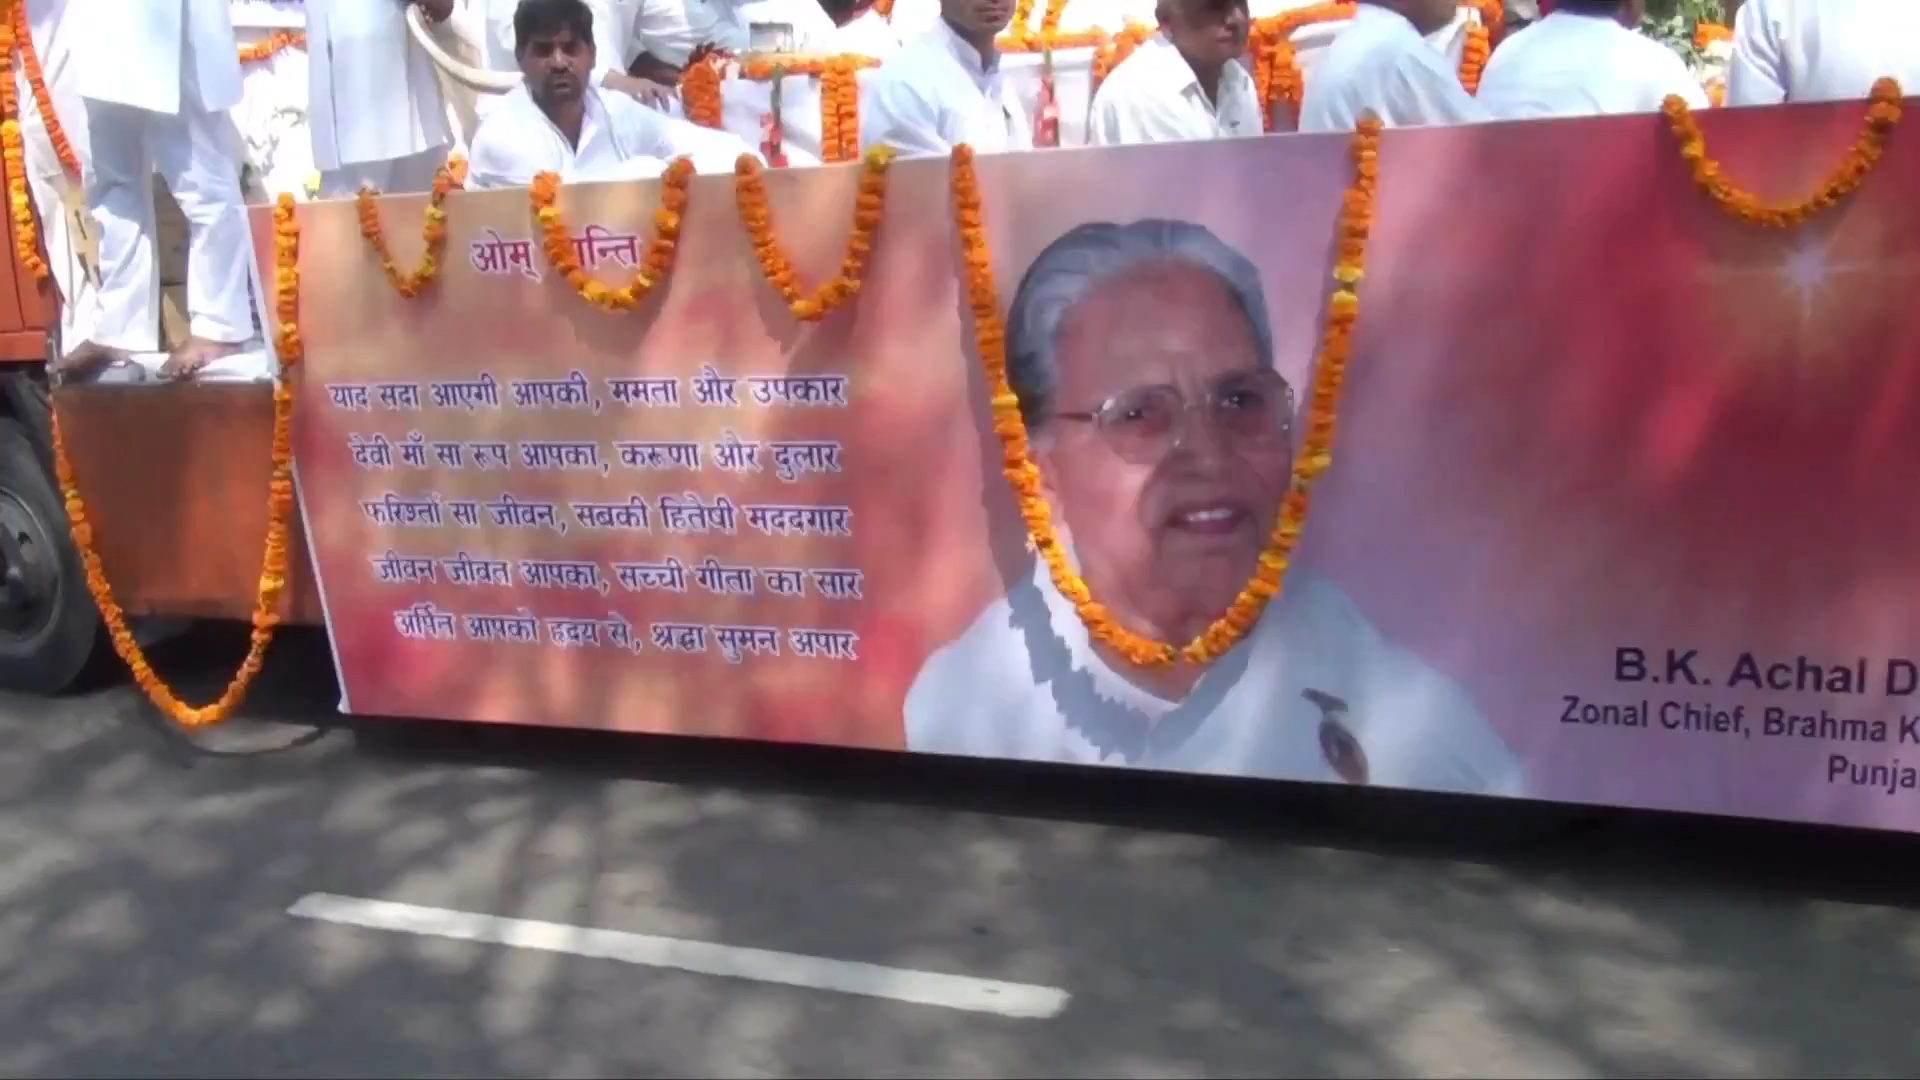 ओम् शान्ति
याद सदा आएगी आपकी, ममता और उपकार
देवी माँ सा रूप आपका, करूणा और दुलार
फरिश्तों सा जीवन, सबकी हितेषी मददगार
जीवन जीवत आपका, सच्ची गीता का सार
अर्पित आपको हृदय से, श्रद्धा सुमन अपार
B.K. Achal D
Zonal Chief, Brahma K
Punja